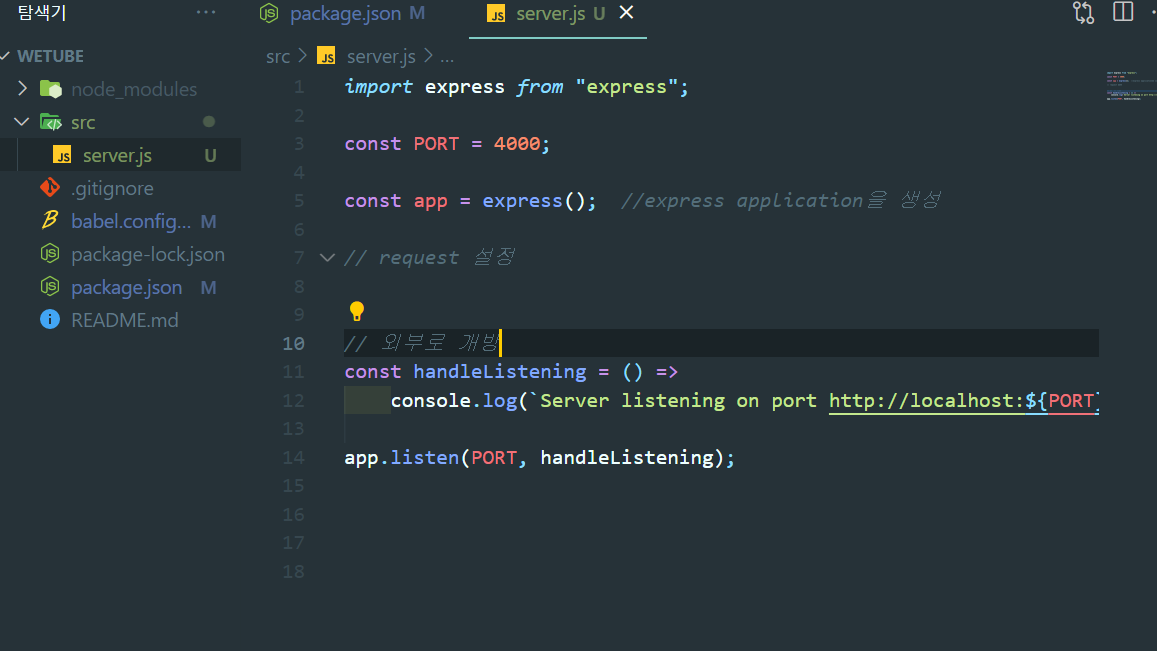 탐색기 ···
package.json M
server.js U
WETUBE
node_modules
src
server.js U
.gitignore
babel.config... M
package-lock.json
package.json M
README.md
src > server.js > ...
1 import express from "express";
2
3 const PORT = 4000;
4
5 const app = express();  //express application을 생성
6
7 // request 설정
8
9
10 // 외부로 개방
11 const handleListening = () =>
12     console.log(`Server listening on port http://localhost:${PORT}
13
14 app.listen(PORT, handleListening);
15
16
17
18